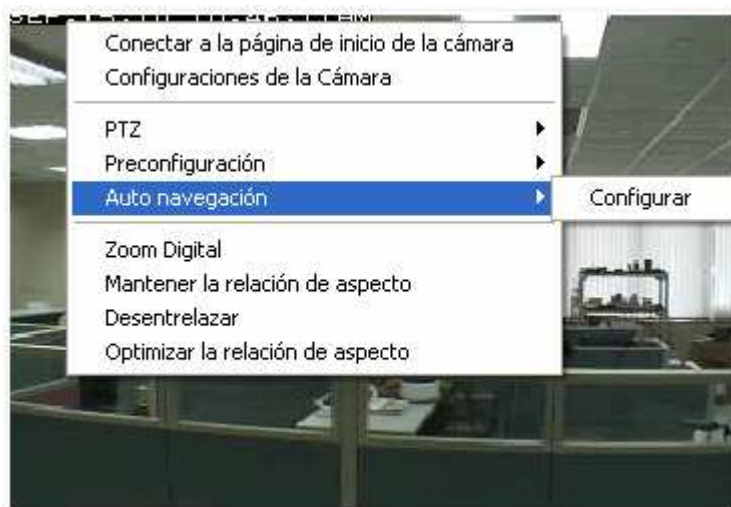 Conectar a la página de inicio de la cámara
Configuraciones de la Cámara
PTZ
Preconfiguración
Auto navegación
Configurar
Zoom Digital
Mantener la relación de aspecto
Desentrelazar
Optimizar la relación de aspecto